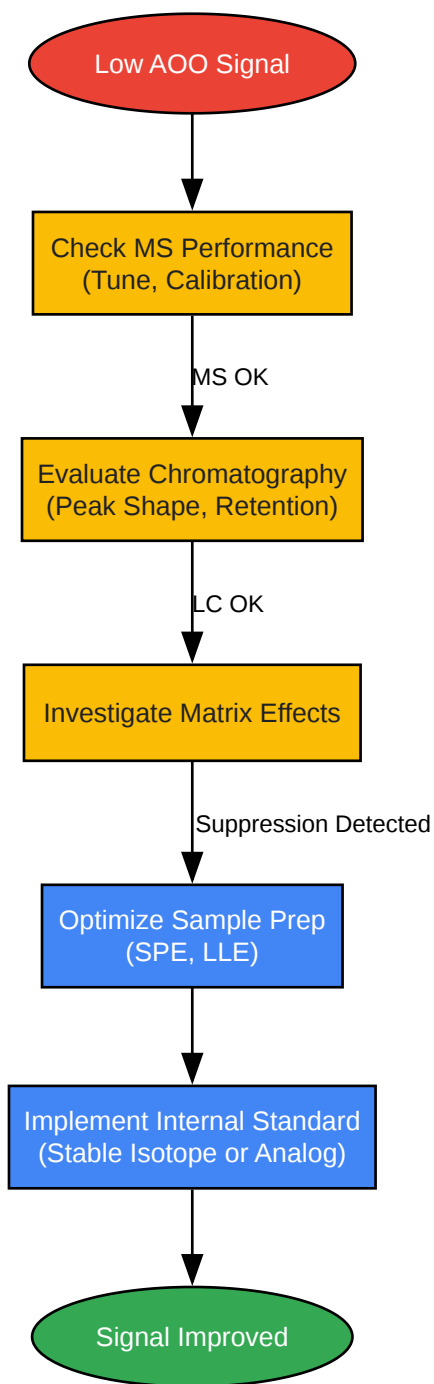 Low AOO Signal
Check MS Performance
(Tune, Calibration)
MS OK
Evaluate Chromatography
(Peak Shape, Retention)
LC OK
Investigate Matrix Effects
Suppression Detected
Optimize Sample Prep
(SPE, LLE)
Implement Internal Standard
(Stable Isotope or Analog)
Signal Improved